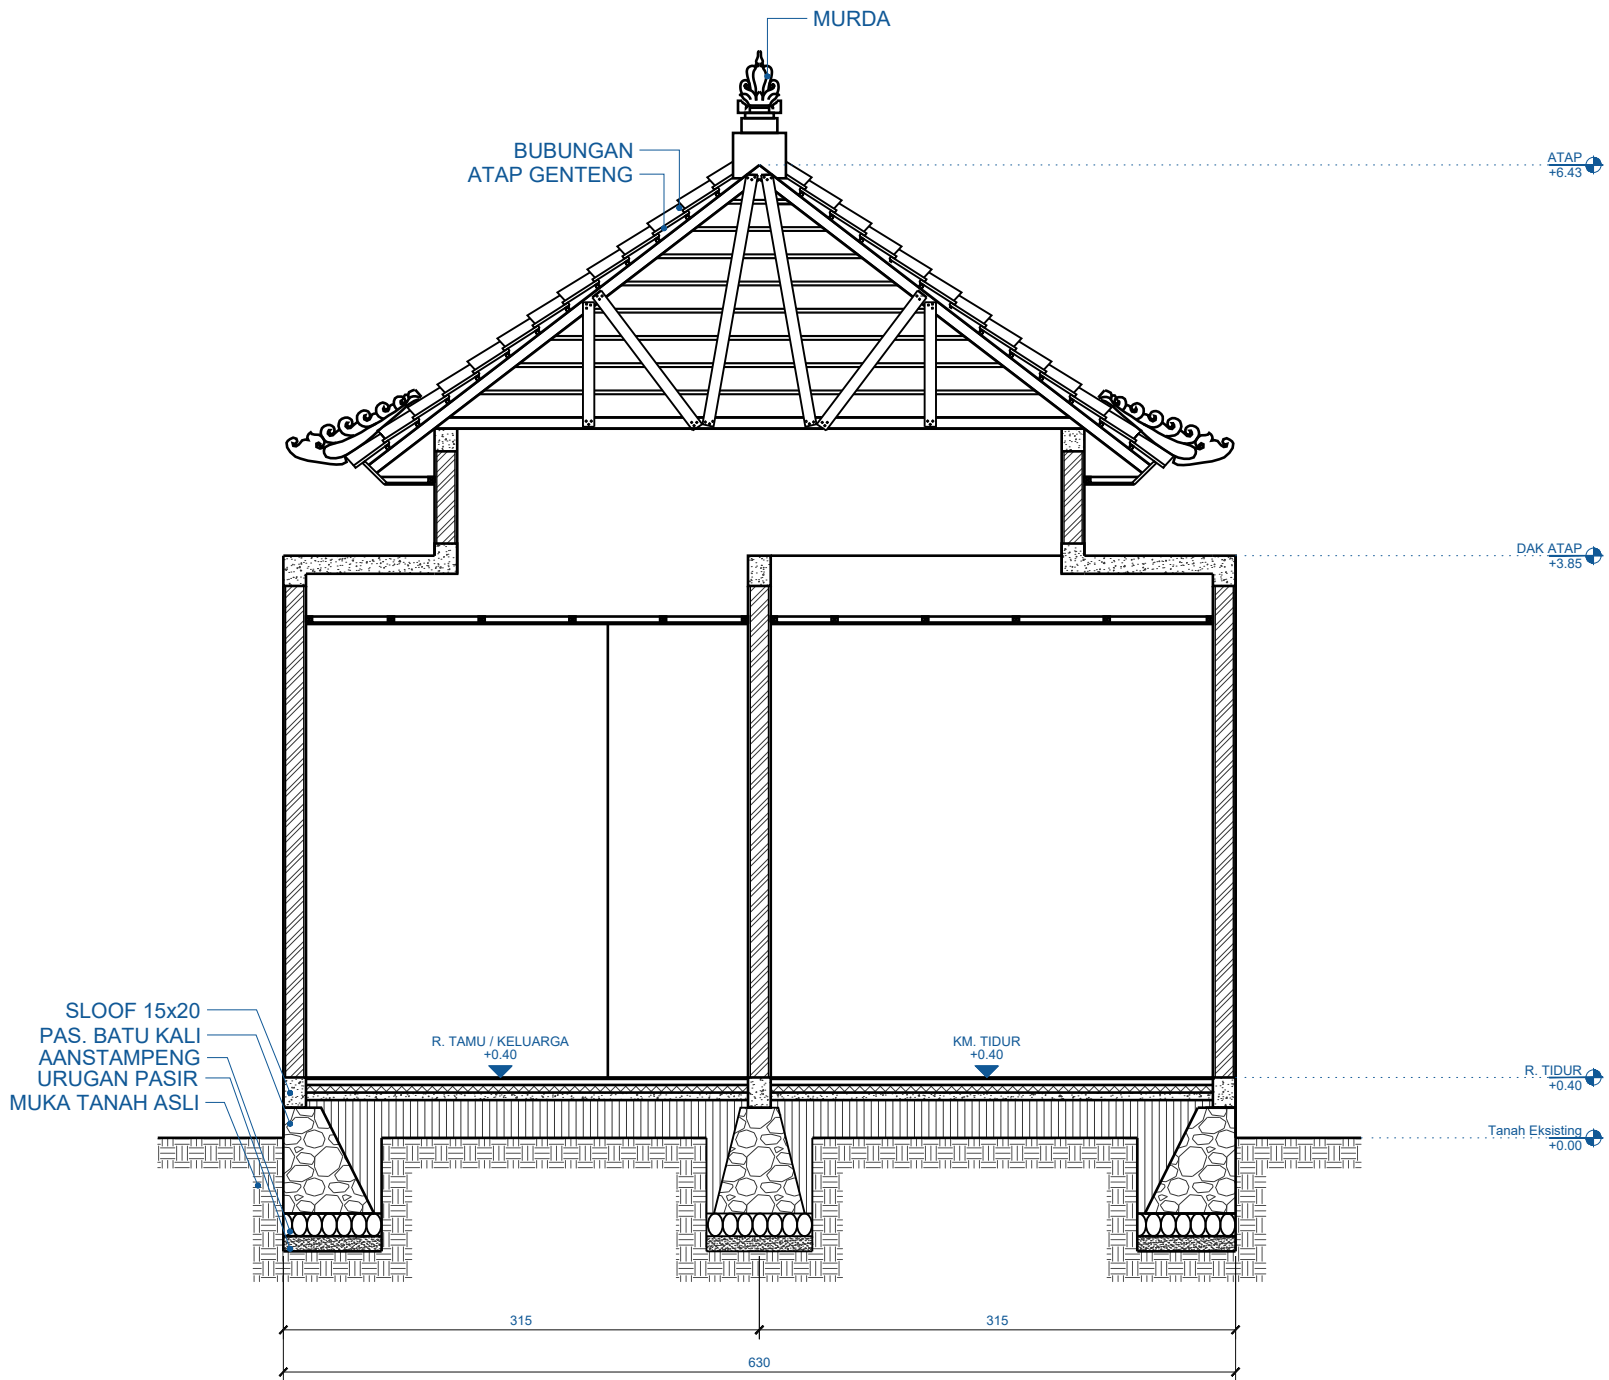 MURDA
BUBUNGAN
ATAP GENTENG
ATAP
+6.43
DAK ATAP
+3.85
SLOOF 15x20
PAS. BATU KALI
AANSTAMPENG
URUGAN PASIR
MUKA TANAH ASLI
R. TAMU / KELUARGA
+0.40
KM. TIDUR
+0.40
R. TIDUR
+0.40
Tanah Eksisting
+0.00
315
315
630